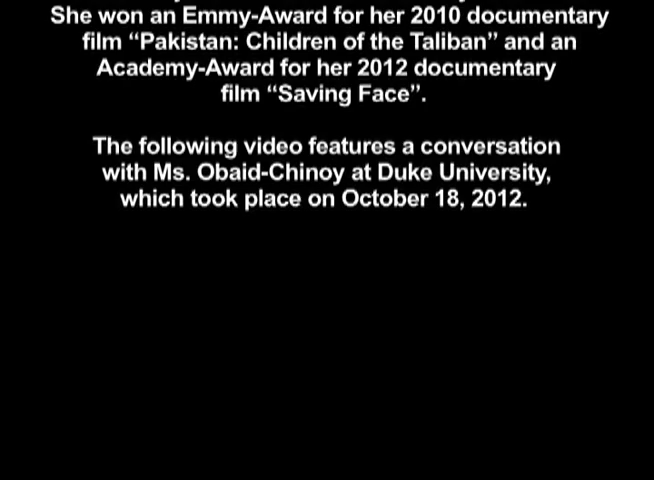 She won an Emmy-Award for her 2010 documentary
film “Pakistan: Children of the Taliban” and an
Academy-Award for her 2012 documentary
film “Saving Face”.
The following video features a conversation
with Ms. Obaid-Chinoy at Duke University,
which took place on October 18, 2012.